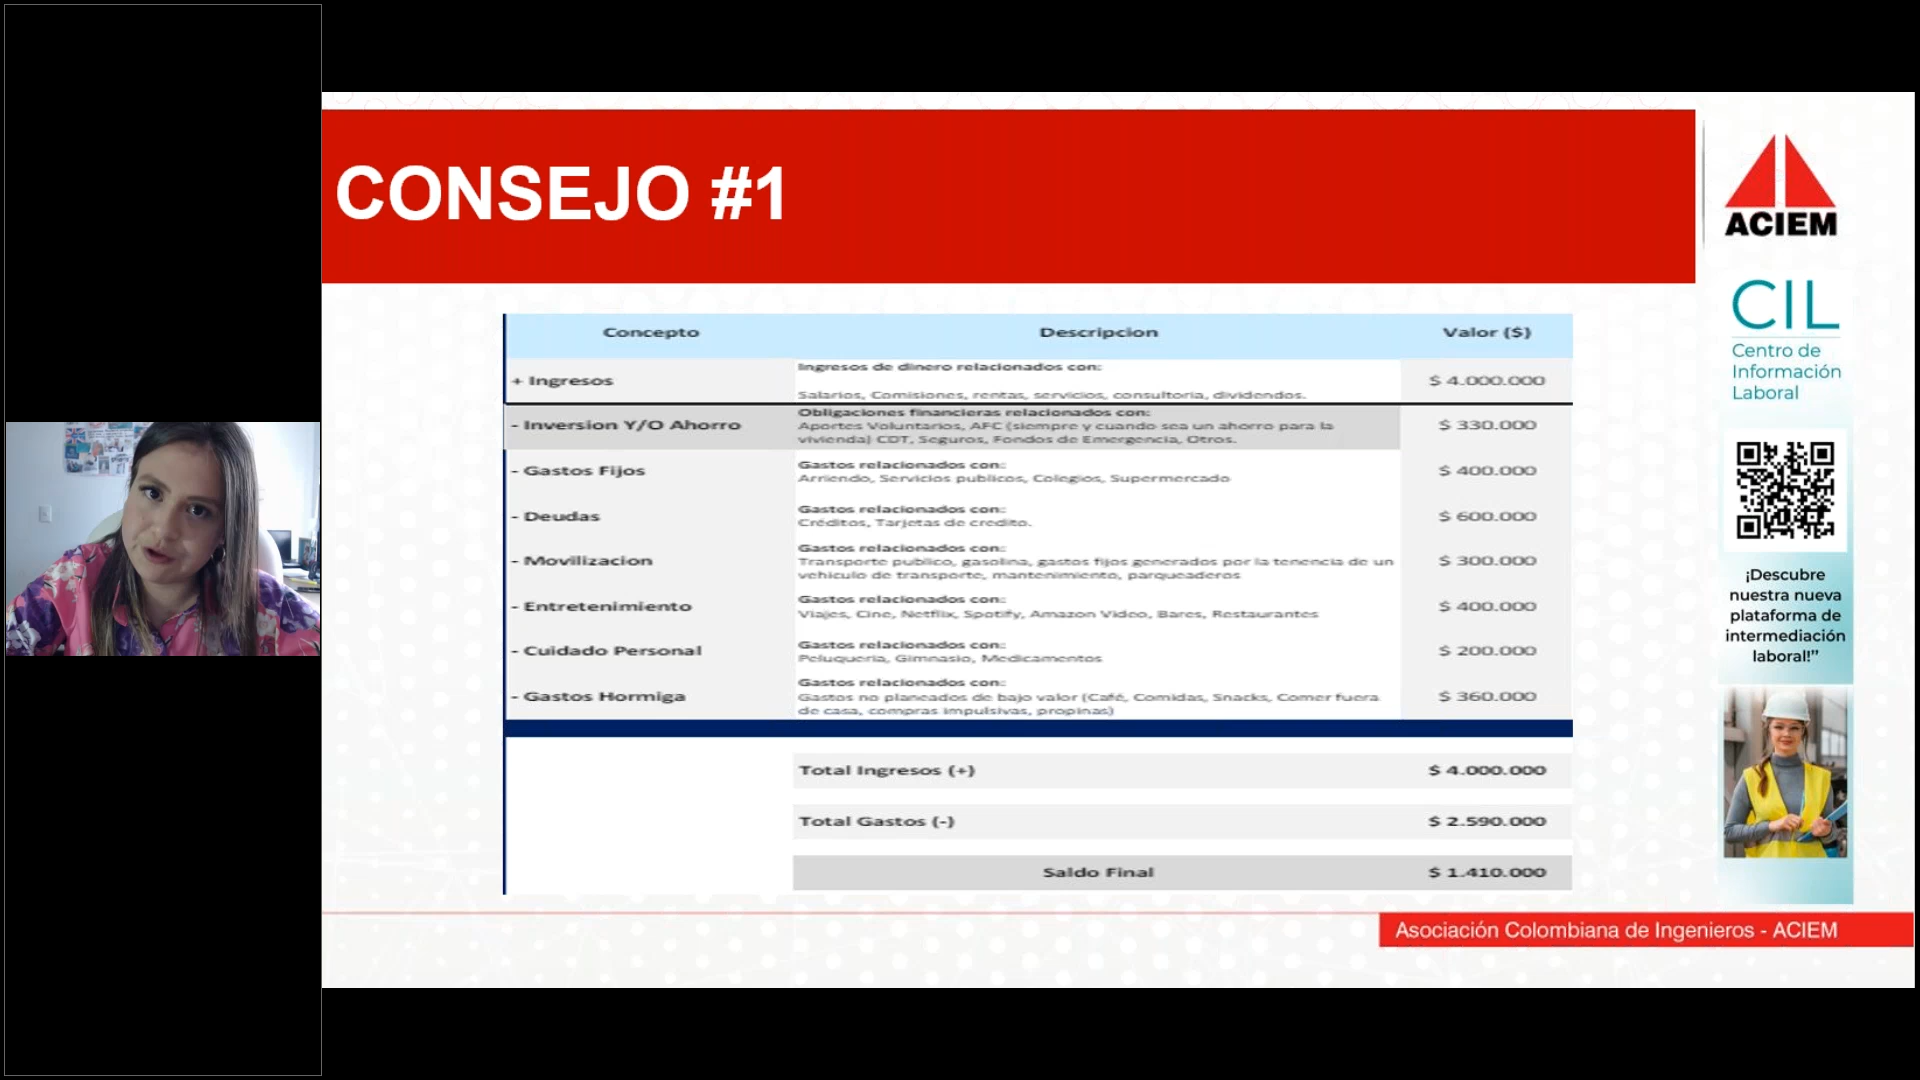 CONSEJO #1
Concepto Descripcion Valor ($)
+ Ingresos
Ingresos de dinero relacionados con:
Salarios, Comisiones, rentas, servicios, consultoria, dividendos.
$ 4.000.000
- Inversion Y/O Ahorro
Obligaciones financieras relacionados con:
Aportes Voluntarios, AFC (siempre y cuando sea un ahorro para la
vivienda) CDT, Seguros, Fondos de Emergencia, Otros.
$ 330.000
- Gastos Fijos
Gastos relacionados con:
Arriendo, Servicios publicos, Colegios, Supermercado
$ 400.000
- Deudas
Gastos relacionados con:
Créditos, Tarjetas de credito.
$ 600.000
- Movilizacion
Gastos relacionados con:
Transporte publico, gasolina, gastos fijos generados por la tenencia de un
vehiculo de transporte, mantenimiento, parqueaderos
$ 300.000
- Entretenimiento
Gastos relacionados con:
Viajes, Cine, Netflix, Spotify, Amazon Video, Bares, Restaurantes
$ 400.000
- Cuidado Personal
Gastos relacionados con:
Peluqueria, Gimnasio, Medicamentos
$ 200.000
- Gastos Hormiga
Gastos relacionados con:
Gastos no planeados de bajo valor (Café, Comidas, Snacks, Comer fuera
de casa, compras impulsivas, propinas)
$ 360.000
Total Ingresos (+) $ 4.000.000
Total Gastos (-) $ 2.590.000
Saldo Final $ 1.410.000
ACIEM
CIL
Centro de
Información
Laboral
¡Descubre
nuestra nueva
plataforma de
intermediación
laboral!”
Asociación Colombiana de Ingenieros - ACIEM